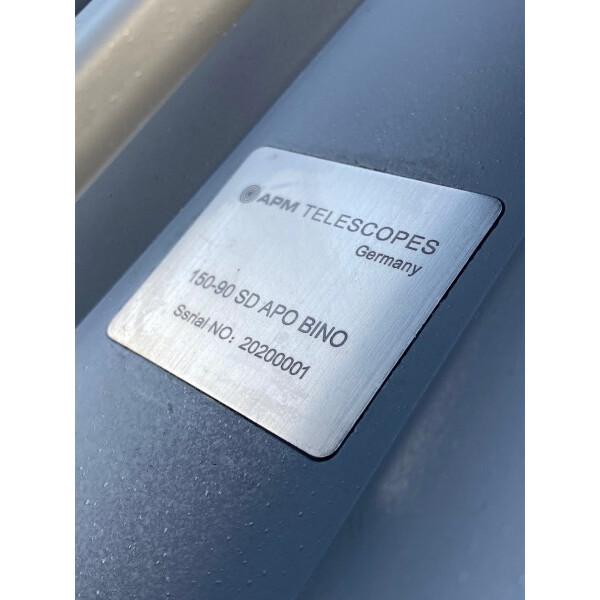 APM TELESCOPES
Germany
150-90 SD APO BINO
Ssrial NO: 20200001